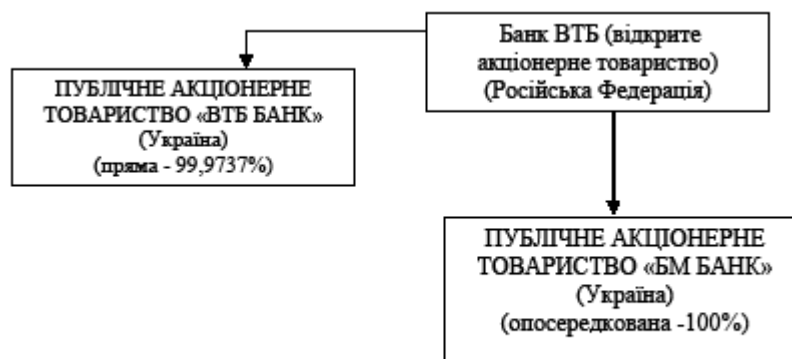 Банк ВТБ (відкрите
акціонерне товариство)
(Російська Федерація)
ПУБЛІЧНЕ АКЦІОНЕРНЕ
ТОВАРИСТВО «ВТБ БАНК»
(Україна)
(пряма - 99,9737%)
ПУБЛІЧНЕ АКЦІОНЕРНЕ
ТОВАРИСТВО «БМ БАНК»
(Україна)
(опосередкована -100%)